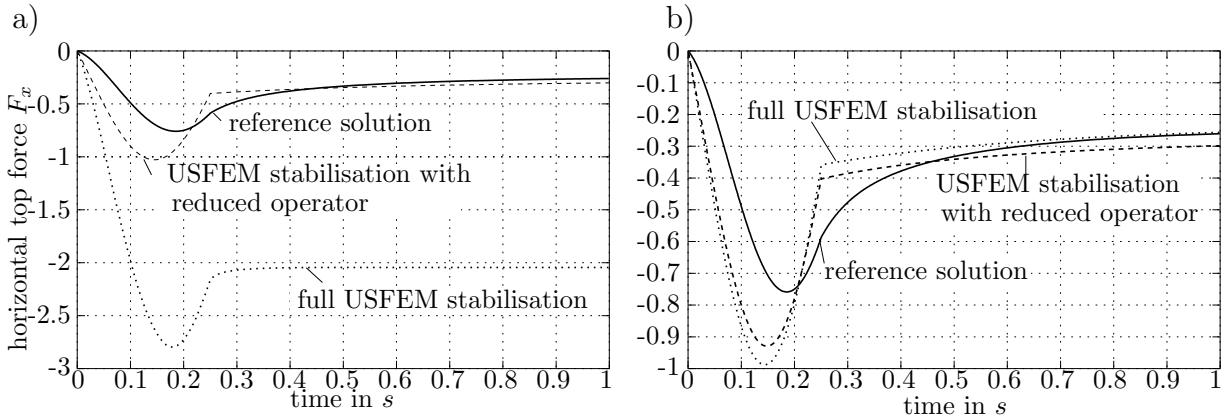 a)
horizontal top force F_x
0
-0.5
-1
-1.5
-2
-2.5
-3
reference solution
USFEM stabilisation with
reduced operator
full USFEM stabilisation
0 0.1 0.2 0.3 0.4 0.5 0.6 0.7 0.8 0.9 1
time in s
b)
0
-0.1
-0.2
-0.3
-0.4
-0.5
-0.6
-0.7
-0.8
-0.9
-1
full USFEM stabilisation
USFEM stabilisation
with reduced operator
reference solution
0 0.1 0.2 0.3 0.4 0.5 0.6 0.7 0.8 0.9 1
time in s